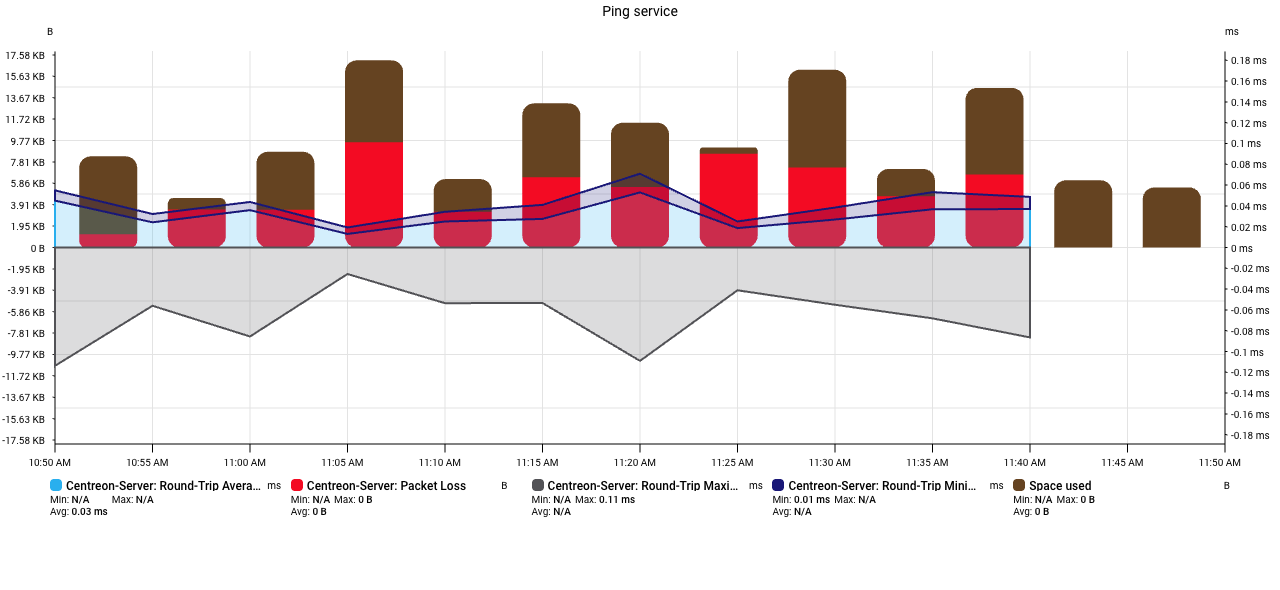 Ping service
B
ms
17.58 KB
15.63 KB
13.67 KB
11.72 KB
9.77 KB
7.81 KB
5.86 KB
3.91 KB
1.95 KB
0 B
-1.95 KB
-3.91 KB
-5.86 KB
-7.81 KB
-9.77 KB
-11.72 KB
-13.67 KB
-15.63 KB
-17.58 KB
0.18 ms
0.16 ms
0.14 ms
0.12 ms
0.1 ms
0.08 ms
0.06 ms
0.04 ms
0.02 ms
0 ms
-0.02 ms
-0.04 ms
-0.06 ms
-0.08 ms
-0.1 ms
-0.12 ms
-0.14 ms
-0.16 ms
-0.18 ms
10:50 AM 10:55 AM 11:00 AM 11:05 AM 11:10 AM 11:15 AM 11:20 AM 11:25 AM 11:30 AM 11:35 AM 11:40 AM 11:45 AM 11:50 AM
Centreon-Server: Round-Trip Avera... ms
Min: N/A Max: N/A
Avg: 0.03 ms
Centreon-Server: Packet Loss B
Min: N/A Max: 0 B
Avg: 0 B
Centreon-Server: Round-Trip Maxi... ms
Min: N/A Max: 0.11 ms
Avg: N/A
Centreon-Server: Round-Trip Mini... ms
Min: 0.01 ms Max: N/A
Avg: N/A
Space used B
Min: N/A Max: 0 B
Avg: 0 B